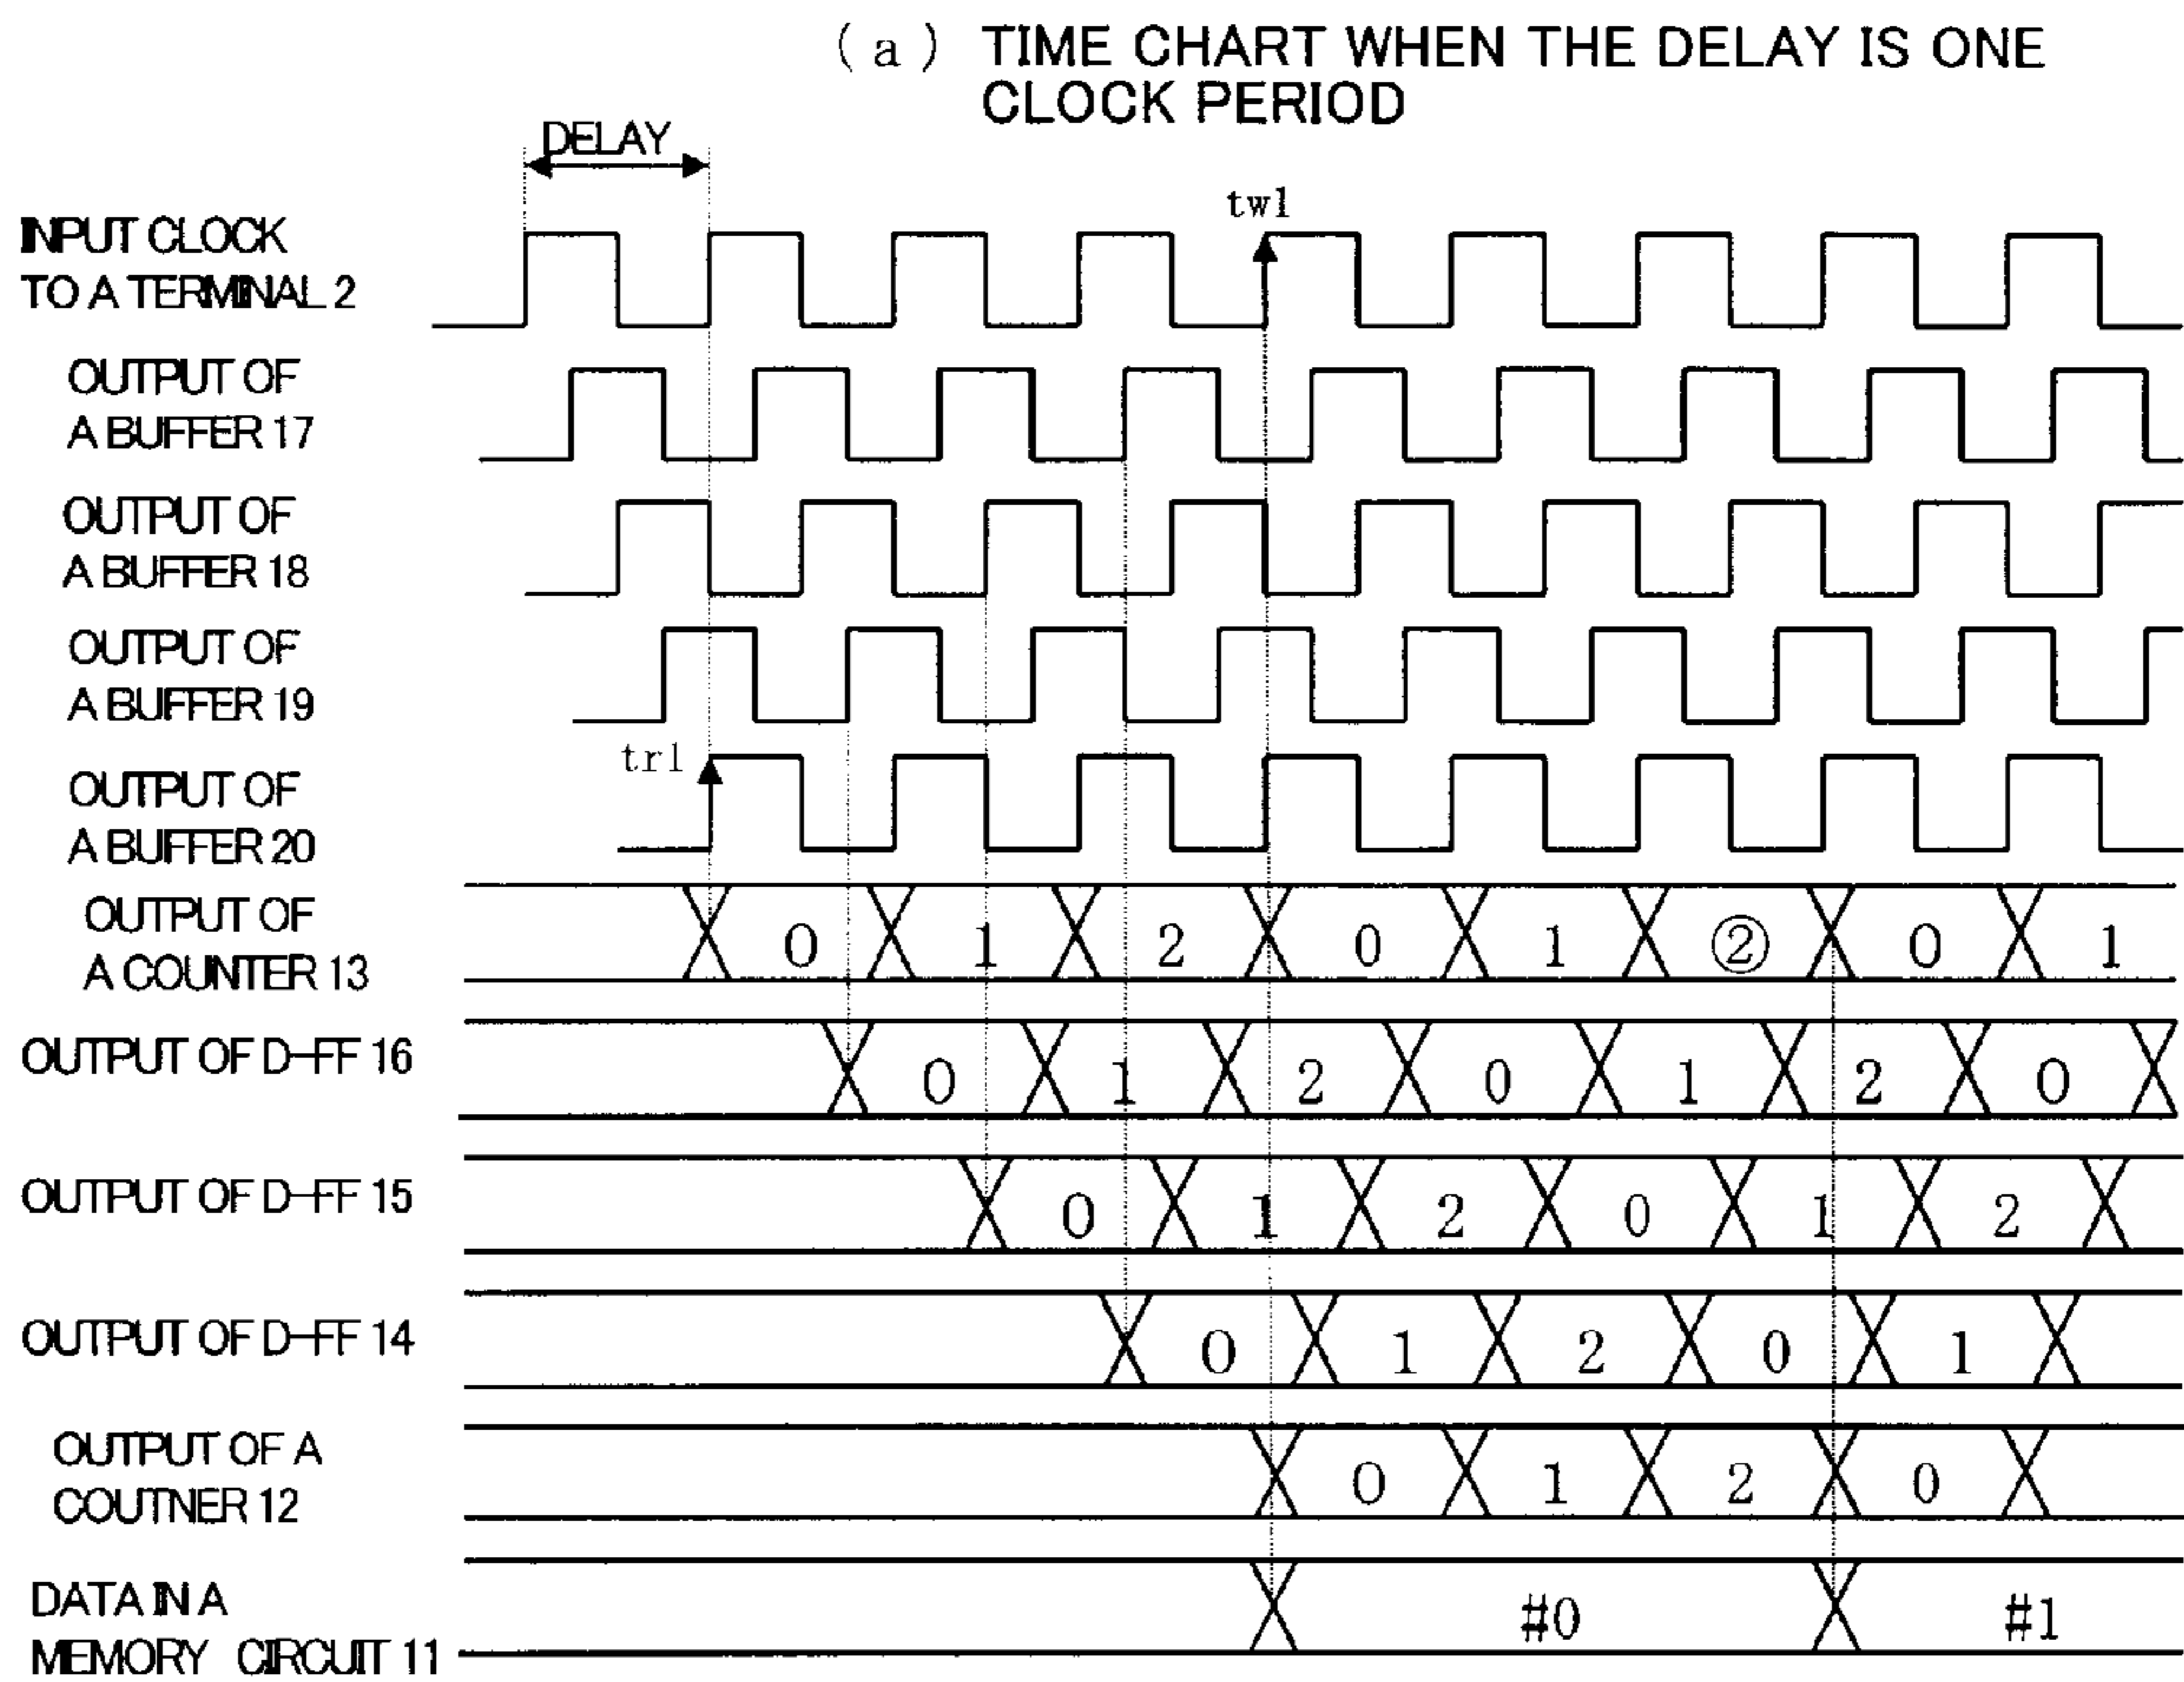 (a) TIME CHART WHEN THE DELAY IS ONE
CLOCK PERIOD
DELAY
tw1
INPUT CLOCK
TO A TERMINAL 2
OUTPUT OF
A BUFFER 17
OUTPUT OF
A BUFFER 18
OUTPUT OF
A BUFFER 19
tr1
OUTPUT OF
A BUFFER 20
OUTPUT OF
A COUNTER 13
0 1 2 0 1 ② 0 1
OUTPUT OF D-FF 16
0 1 2 0 1 2 0
OUTPUT OF D-FF 15
0 1 2 0 1 2
OUTPUT OF D-FF 14
0 1 2 0 1
OUTPUT OF A
COUTNER 12
0 1 2 0
DATA IN A
MEMORY CIRCUIT 11
#0 #1